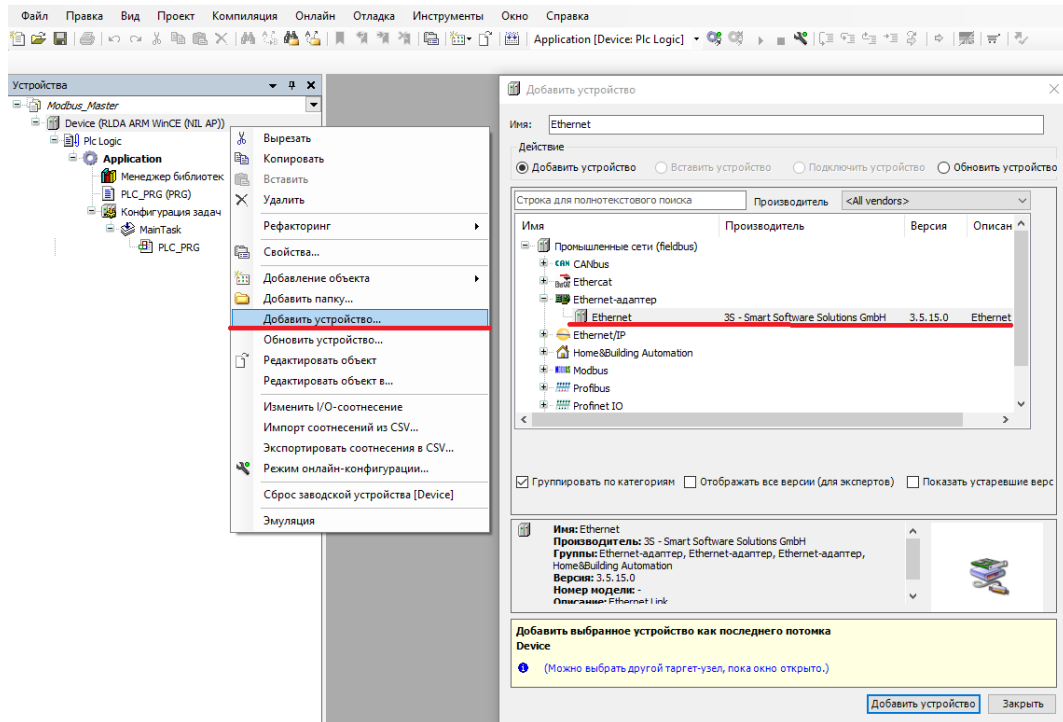 Файл Правка Вид Проект Компиляция Онлайн Отладка Инструменты Окно Справка
Application [Device: Plc Logic]
Устройства
Modbus_Master
Device (RLDA ARM WinCE (NIL AP))
Plc Logic
Application
Менеджер библиотек
PLC_PRG (PRG)
Конфигурация задач
MainTask
PLC_PRG
Вырезать
Копировать
Вставить
Удалить
Рефакторинг
Свойства...
Добавление объекта
Добавить папку...
Добавить устройство...
Обновить устройство...
Редактировать объект
Редактировать объект в...
Изменить I/O-соотнесение
Импорт соотнесений из CSV...
Экспортировать соотнесения в CSV...
Режим онлайн-конфигурации...
Сброс заводской устройства [Device]
Эмуляция
Добавить устройство
Имя: Ethernet
Действие
Добавить устройство Вставить устройство Подключить устройство Обновить устройство
Строка для полнотекстового поиска Производитель <All vendors>
Имя Производитель Версия Описан
Промышленные сети (fieldbus)
CAN CANbus
Ethercat
Ethernet-адаптер
Ethernet 3S - Smart Software Solutions GmbH 3.5.15.0 Ethernet
Ethernet/IP
Home&Building Automation
Modbus
Profibus
Profinet IO
Группировать по категориям Отображать все версии (для экспертов) Показать устаревшие верс
Имя: Ethernet
Производитель: 3S - Smart Software Solutions GmbH
Группы: Ethernet-адаптер, Ethernet-адаптер, Ethernet-адаптер,
Home&Building Automation
Версия: 3.5.15.0
Номер модели: -
Описание: Ethernet Link
Добавить выбранное устройство как последнего потомка
Device
(Можно выбрать другой таргет-узел, пока окно открыто.)
Добавить устройство Закрыть